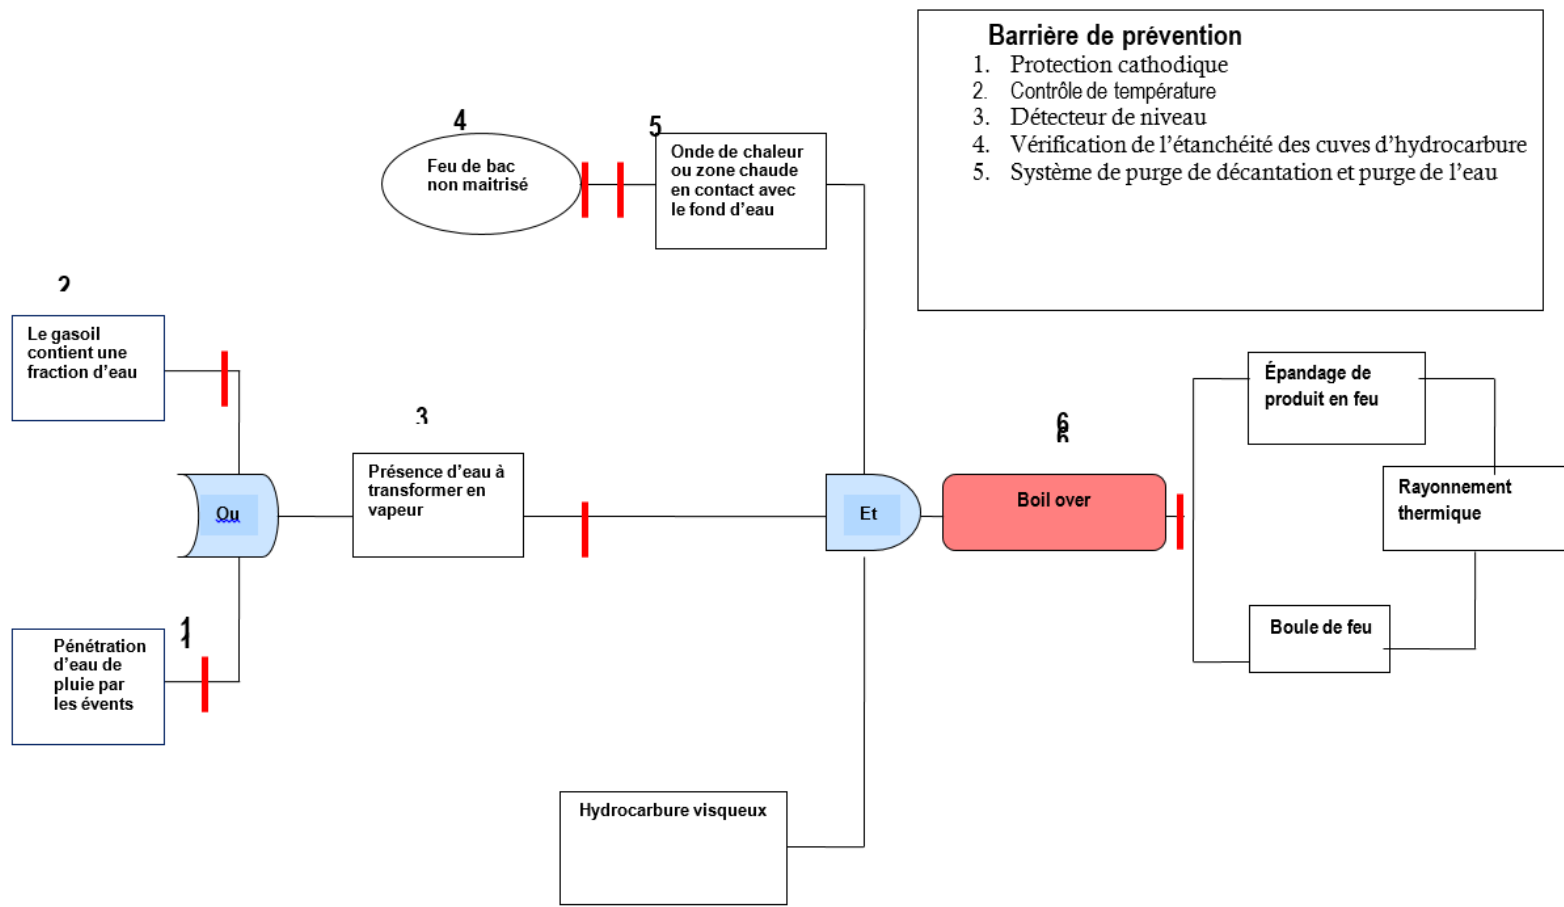 Barrière de prévention
1. Protection cathodique
2. Contrôle de température
3. Détecteur de niveau
4. Vérification de l’étanchéité des cuves d’hydrocarbure
5. Système de purge de décantation et purge de l’eau
4
5
Feu de bac
non maitrisé
Onde de chaleur
ou zone chaude
en contact avec
le fond d’eau
2
Le gasoil
contient une
fraction d’eau
3
Présence d’eau à
transformer en
vapeur
Ou
Et
6
6
Boil over
Épandage de
produit en feu
Rayonnement
thermique
Boule de feu
1
1
Pénétration
d’eau de
pluie par
les évents
Hydrocarbure visqueux